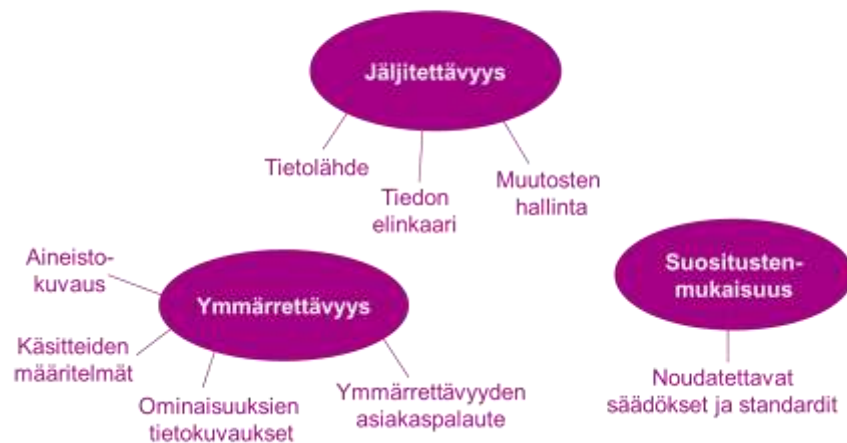 Jäljitettävyys
Tietolähde
Tiedon
elinkaari
Muutosten
hallinta
Ymmärrettävyys
Aineisto-
kuvaus
Käsitteiden
määritelmät
Ominaisuuksien
tietokuvaukset
Ymmärrettävyyden
asiakaspalaute
Suositusten-
mukaisuus
Noudatettavat
säädökset ja standardit